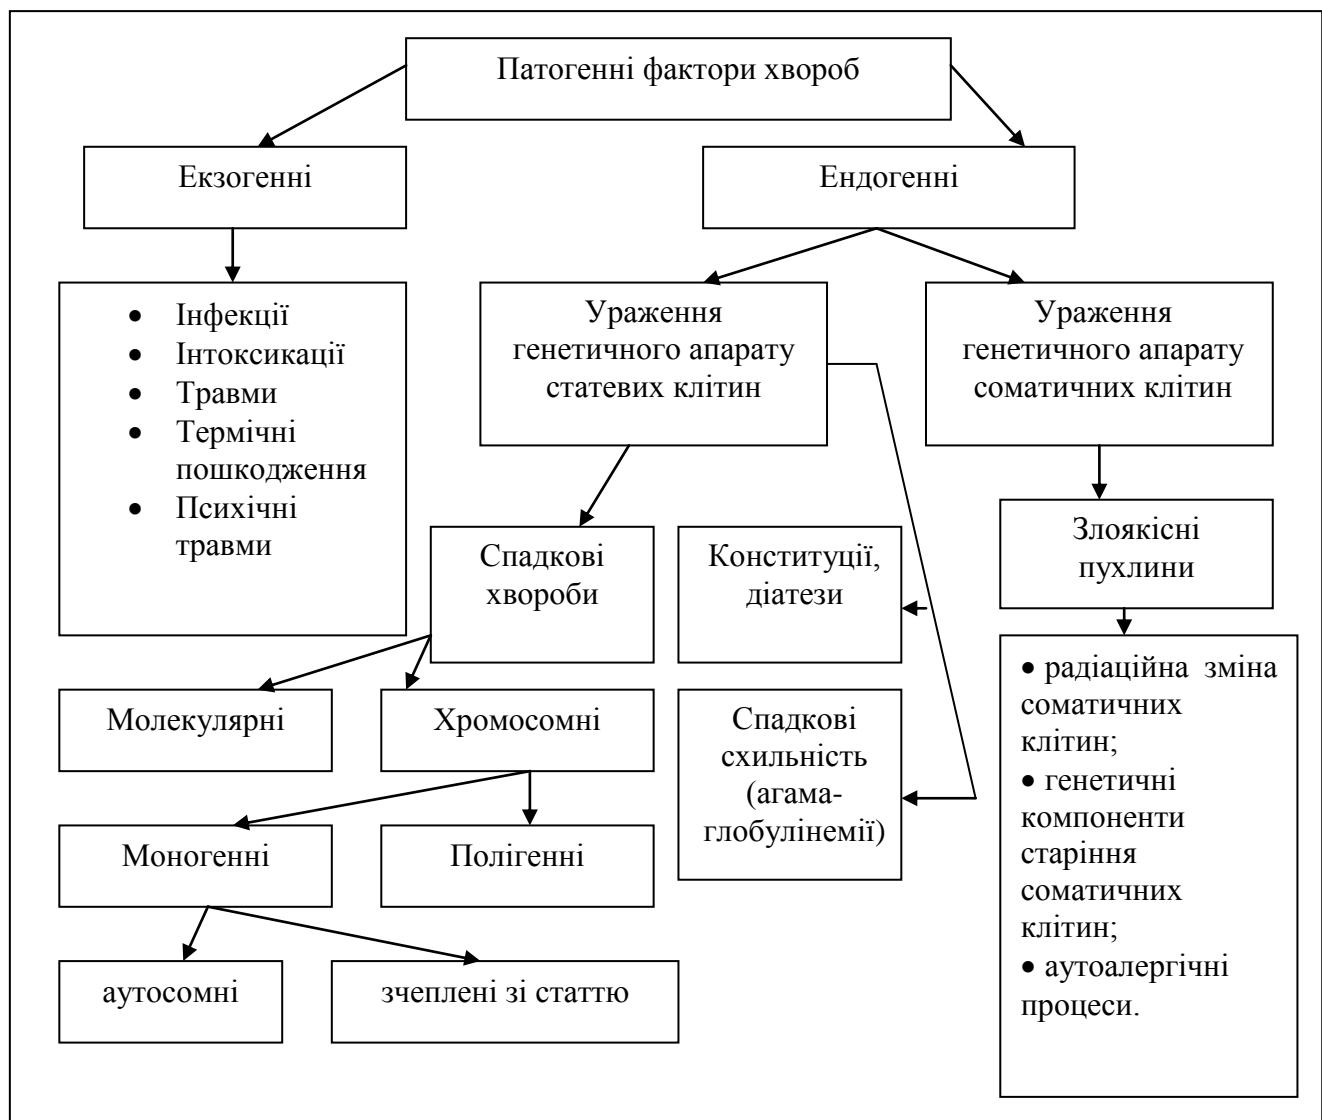 Патогенні фактори хвороб
Екзогенні
Ендогенні
• Інфекції
• Інтоксикації
• Травми
• Термічні
пошкодження
• Психічні
травми
Ураження
генетичного апарату
статевих клітин
Ураження
генетичного апарату
соматичних клітин
Спадкові
хвороби
Конституції,
діатези
Злоякісні
пухлини
Молекулярні
Хромосомні
Спадкові
схильність
(агама-
глобулінемії)
• радіаційна зміна
соматичних
клітин;
• генетичні
компоненти
старіння
соматичних
клітин;
• аутоалергічні
процеси.
Моногенні
Полігенні
аутосомні
зчеплені зі статтю